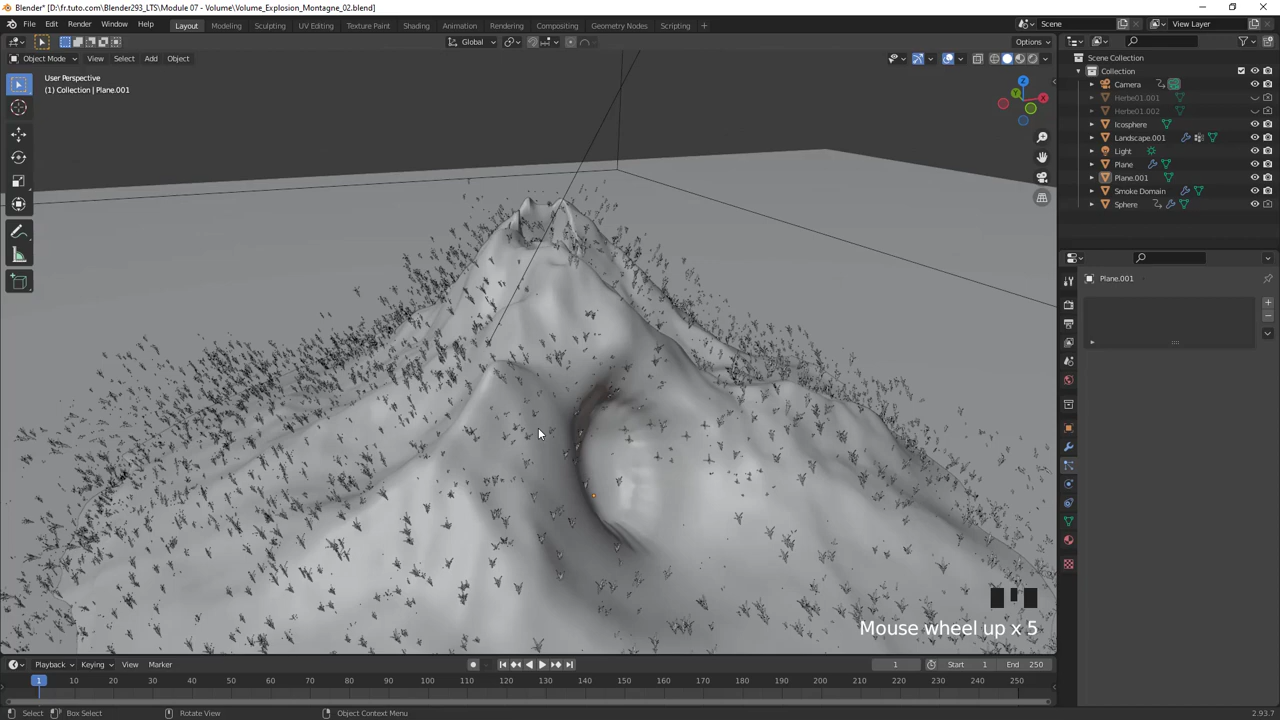 Blender* [D:\fr.tuto.com\Blender293_LTS\Module 07 - Volume\Volume_Explosion_Montagne_02.blend]
File Edit Render Window Help Layout Modeling Sculpting UV Editing Texture Paint Shading Animation Rendering Compositing Geometry Nodes Scripting + Scene View Layer
Global Options
Object Mode View Select Add Object
User Perspective
(1) Collection | Plane.001
Z
Y
X
Scene Collection
Collection
Camera
Herbe01.001
Herbe01.002
Icosphere
Landscape.001
Light
Plane
Plane.001
Smoke Domain
Sphere
Plane.001
Mouse wheel up x 5
Playback Keying View Marker 1 Start 1 End 250
1 10 20 30 40 50 60 70 80 90 100 110 120 130 140 150 160 170 180 190 200 210 220 230 240 250
Select Box Select Rotate View Object Context Menu 2.93.7